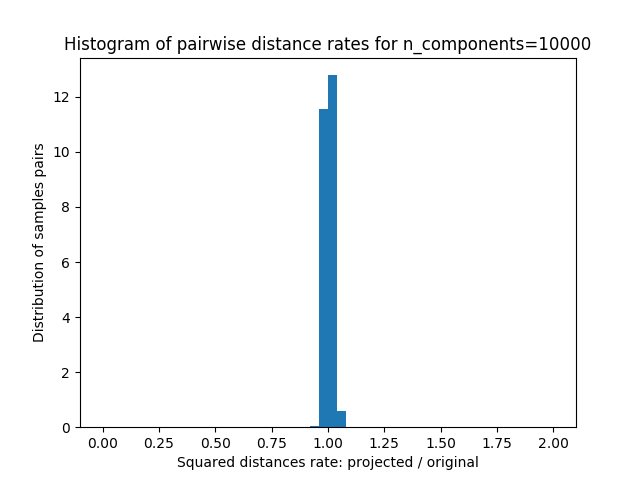 Histogram of pairwise distance rates for n_components=10000
Distribution of samples pairs
12
10
8
6
4
2
0
0.00 0.25 0.50 0.75 1.00 1.25 1.50 1.75 2.00
Squared distances rate: projected / original